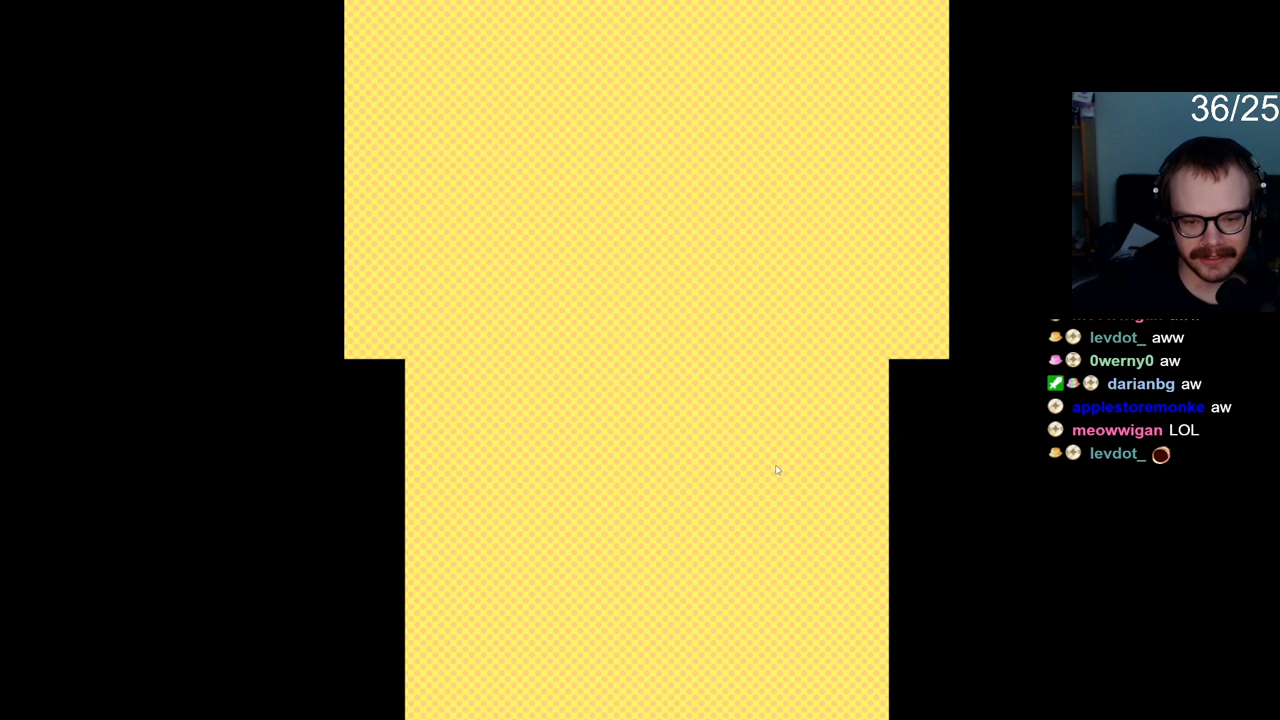 36/25
levdot_ aww
0werny0 aw
darianbg aw
applestoremonke aw
meowwigan LOL
levdot_